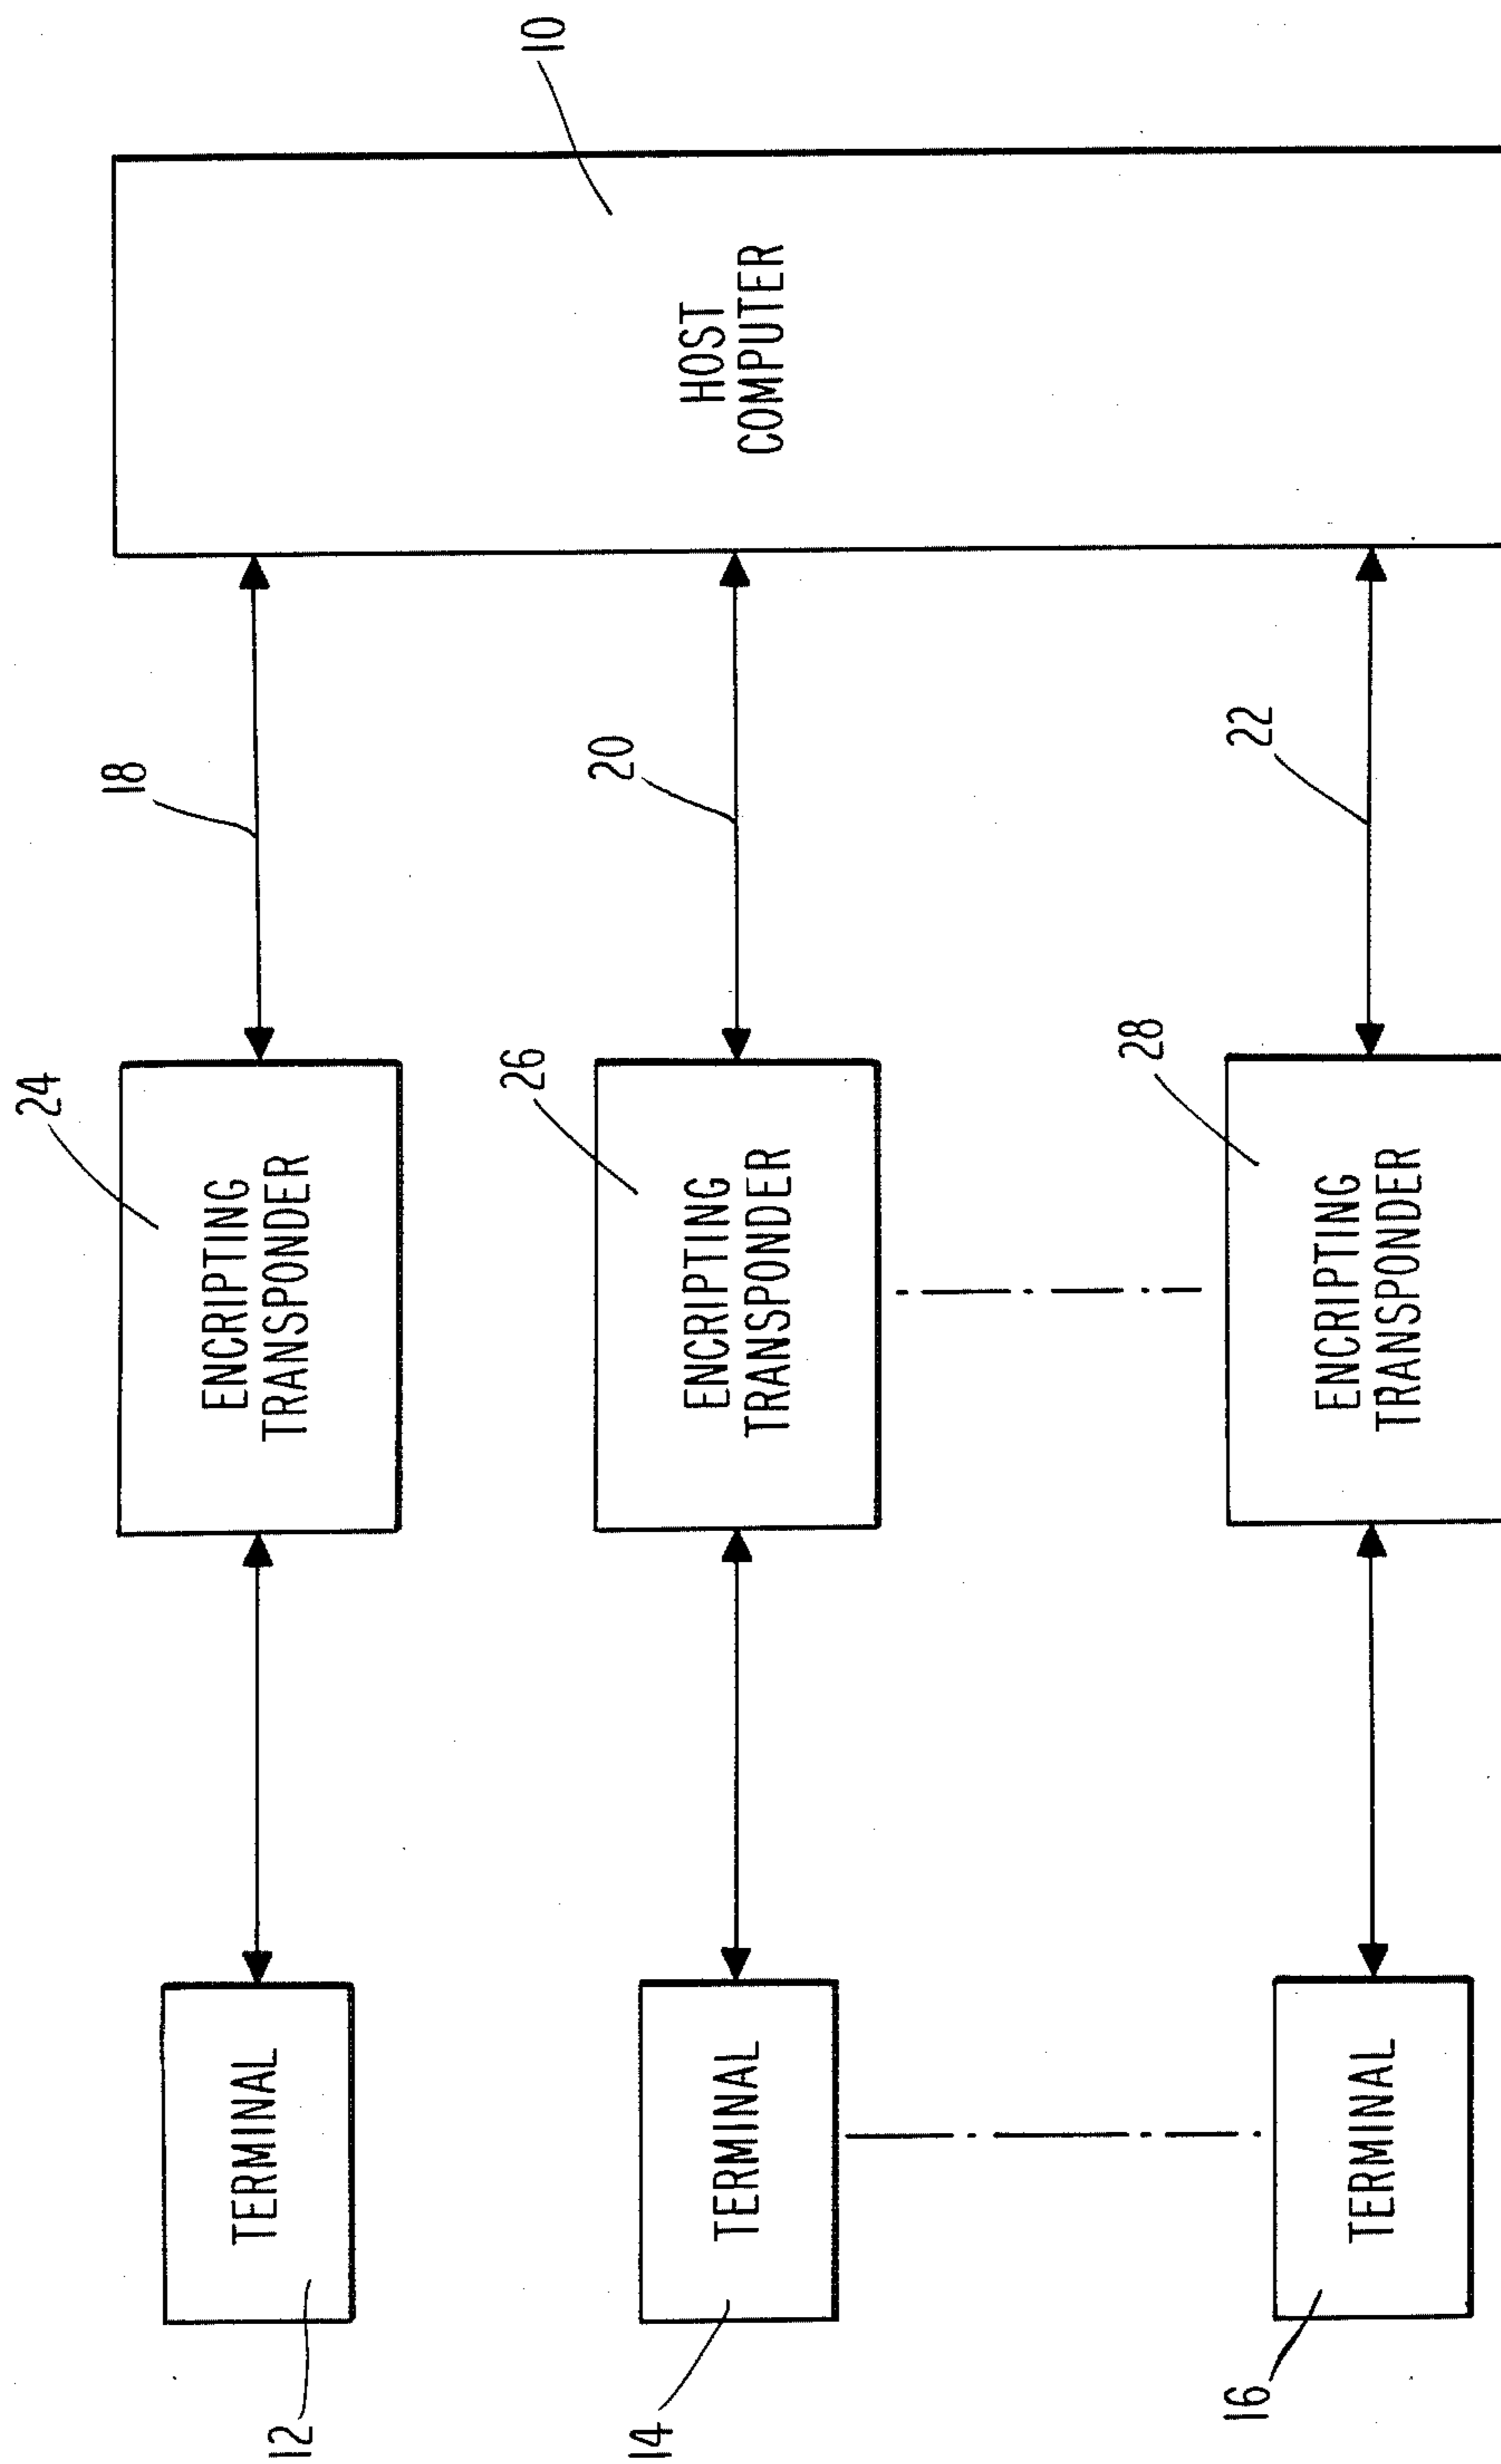 12
TERMINAL
24
ENCRIPTING
TRANSPONDER
18
14
TERMINAL
26
ENCRIPTING
TRANSPONDER
20
16
TERMINAL
28
ENCRIPTING
TRANSPONDER
22
10
HOST
COMPUTER